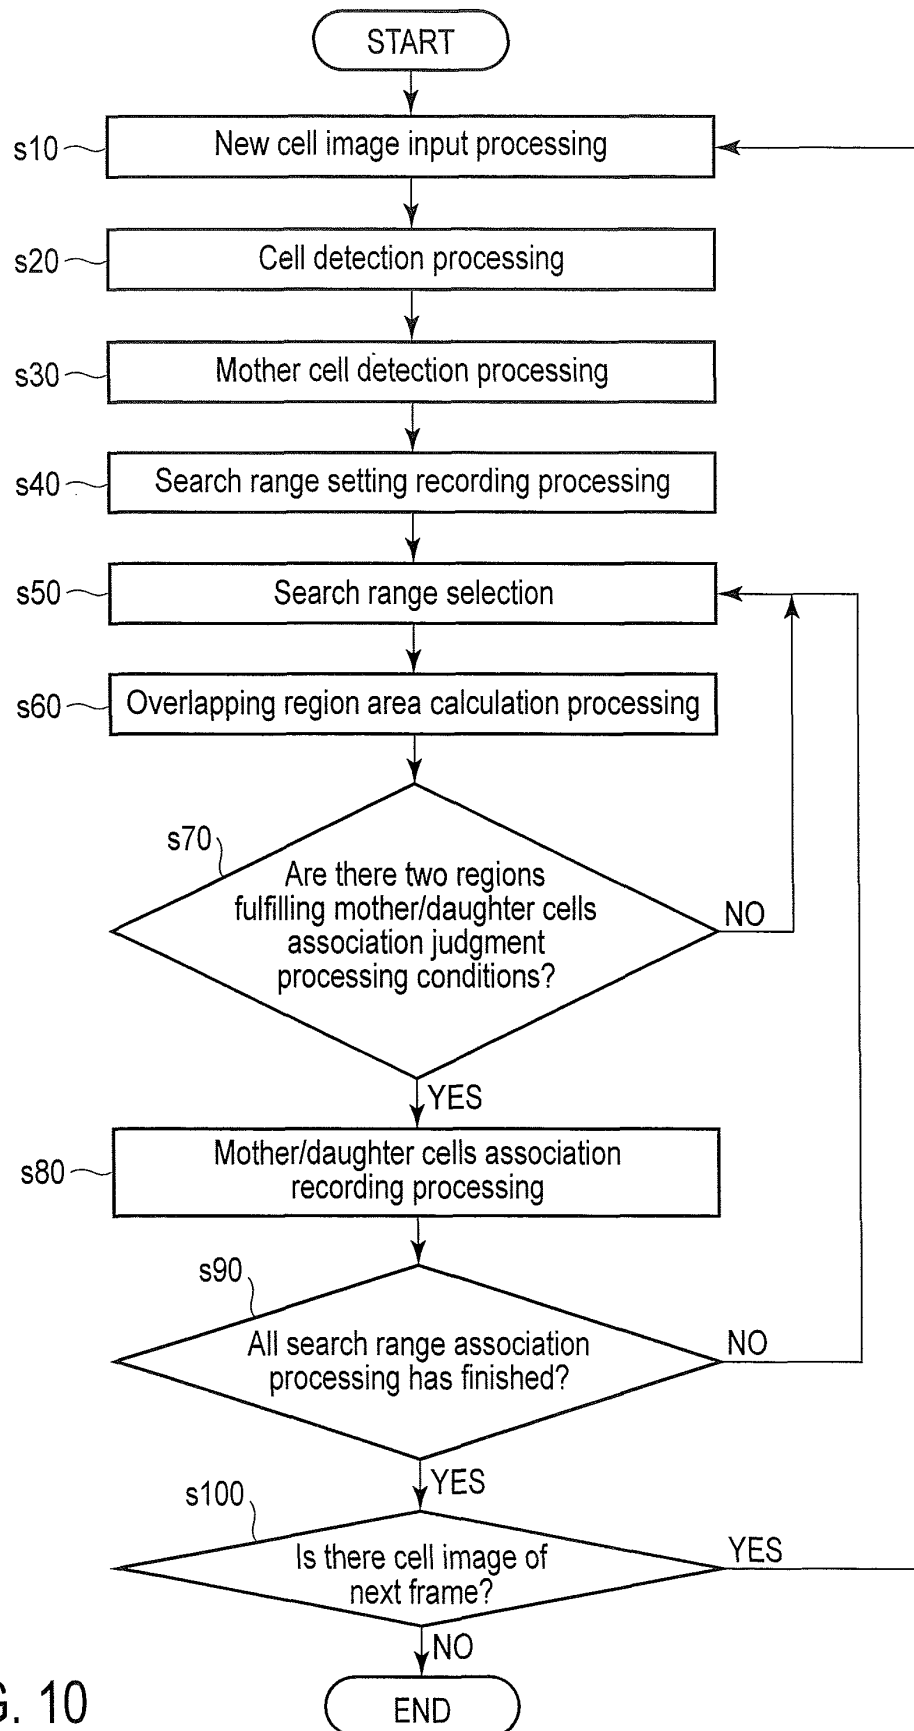 START
s10
New cell image input processing
s20
Cell detection processing
s30
Mother cell detection processing
s40
Search range setting recording processing
s50
Search range selection
s60
Overlapping region area calculation processing
s70
Are there two regions
fulfilling mother/daughter cells
association judgment
processing conditions?
NO
YES
s80
Mother/daughter cells association
recording processing
s90
All search range association
processing has finished?
NO
YES
s100
Is there cell image of
next frame?
YES
NO
END
G. 10